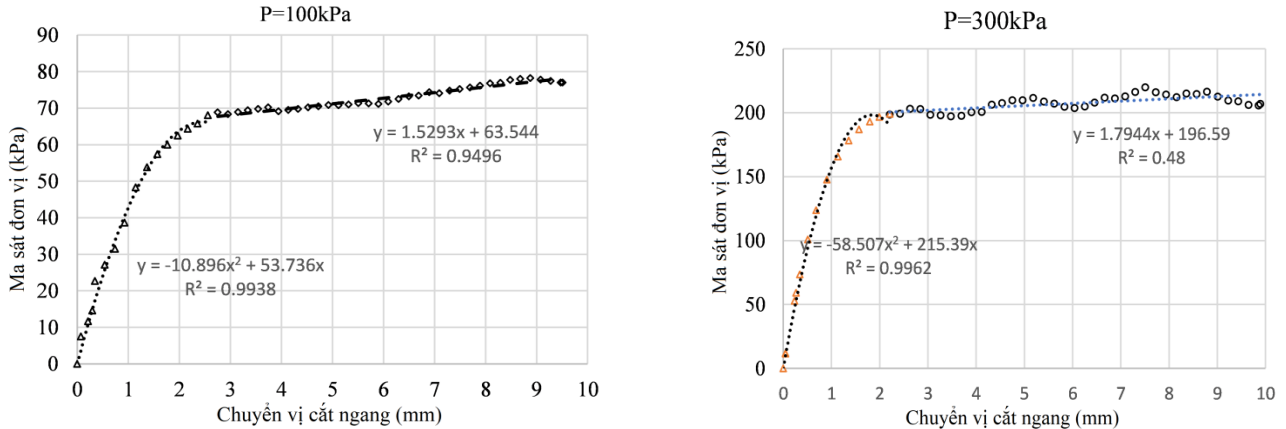 P=100kPa
90
80
70
60
50
40
30
20
10
0
Ma sát đơn vị (kPa)
y = 1.5293x + 63.544
R² = 0.9496
y = -10.896x² + 53.736x
R² = 0.9938
0 1 2 3 4 5 6 7 8 9 10
Chuyển vị cắt ngang (mm)
P=300kPa
250
200
150
100
50
0
Ma sát đơn vị (kPa)
y = 1.7944x + 196.59
R² = 0.48
y = -58.507x² + 215.39x
R² = 0.9962
0 1 2 3 4 5 6 7 8 9 10
Chuyển vị cắt ngang (mm)